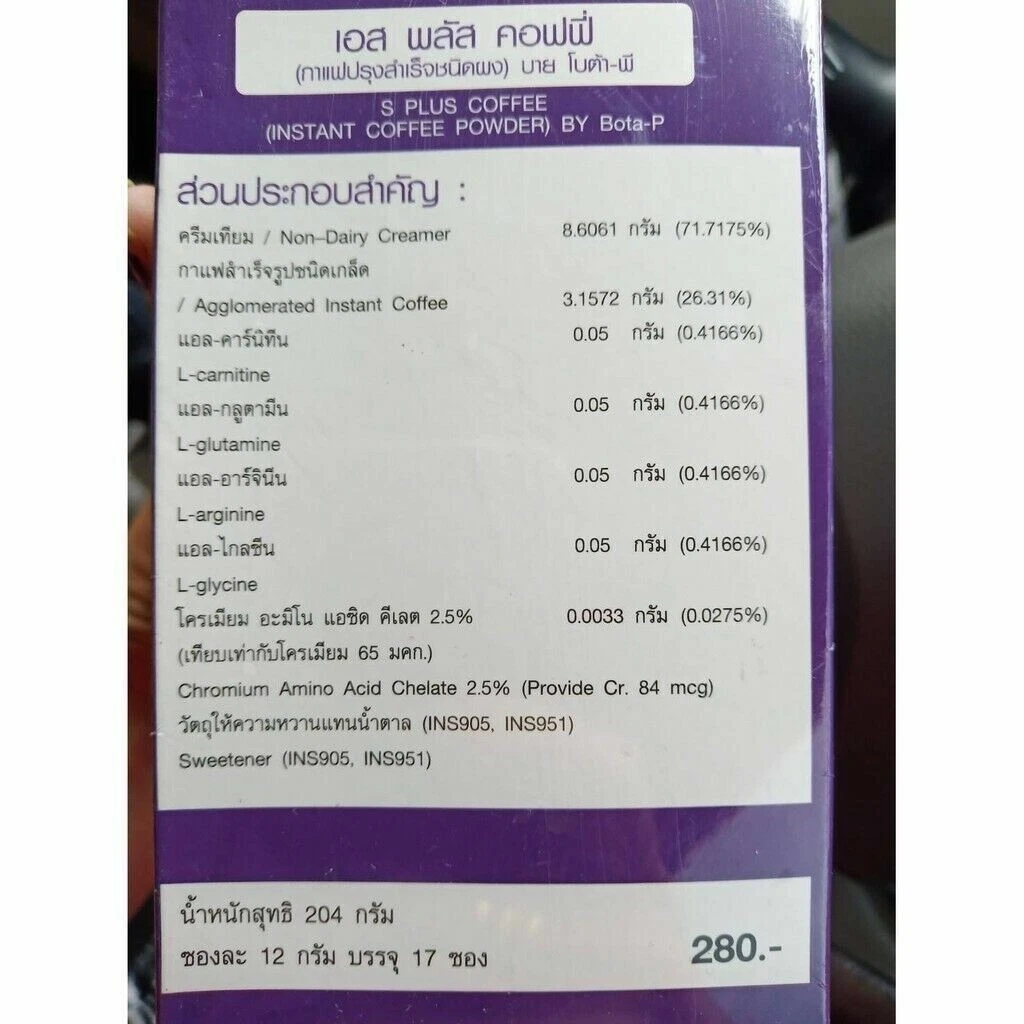 เอส พลัส คอฟฟี่
(กาแฟปรุงสำเร็จชนิดผง) บาย โบต้า-พี
S PLUS COFFEE
(INSTANT COFFEE POWDER) BY Bota-P
ส่วนประกอบสำคัญ :
ครีมเทียม / Non-Dairy Creamer 8.6061 กรัม (71.7175%)
กาแฟสำเร็จรูปชนิดเกล็ด
/ Agglomerated Instant Coffee 3.1572 กรัม (26.31%)
แอล-คาร์นิทีน 0.05 กรัม (0.4166%)
L-carnitine
แอล-กลูตามีน 0.05 กรัม (0.4166%)
L-glutamine
แอล-อาร์จินีน 0.05 กรัม (0.4166%)
L-arginine
แอล-ไกลซีน 0.05 กรัม (0.4166%)
L-glycine
โครเมียม อะมิโน แอซิด คีเลต 2.5% 0.0033 กรัม (0.0275%)
(เทียบเท่ากับโครเมียม 65 มคก.)
Chromium Amino Acid Chelate 2.5% (Provide Cr. 84 mcg)
วัตถุให้ความหวานแทนน้ำตาล (INS905, INS951)
Sweetener (INS905, INS951)
น้ำหนักสุทธิ 204 กรัม
ซองละ 12 กรัม บรรจุ 17 ซอง 280.-